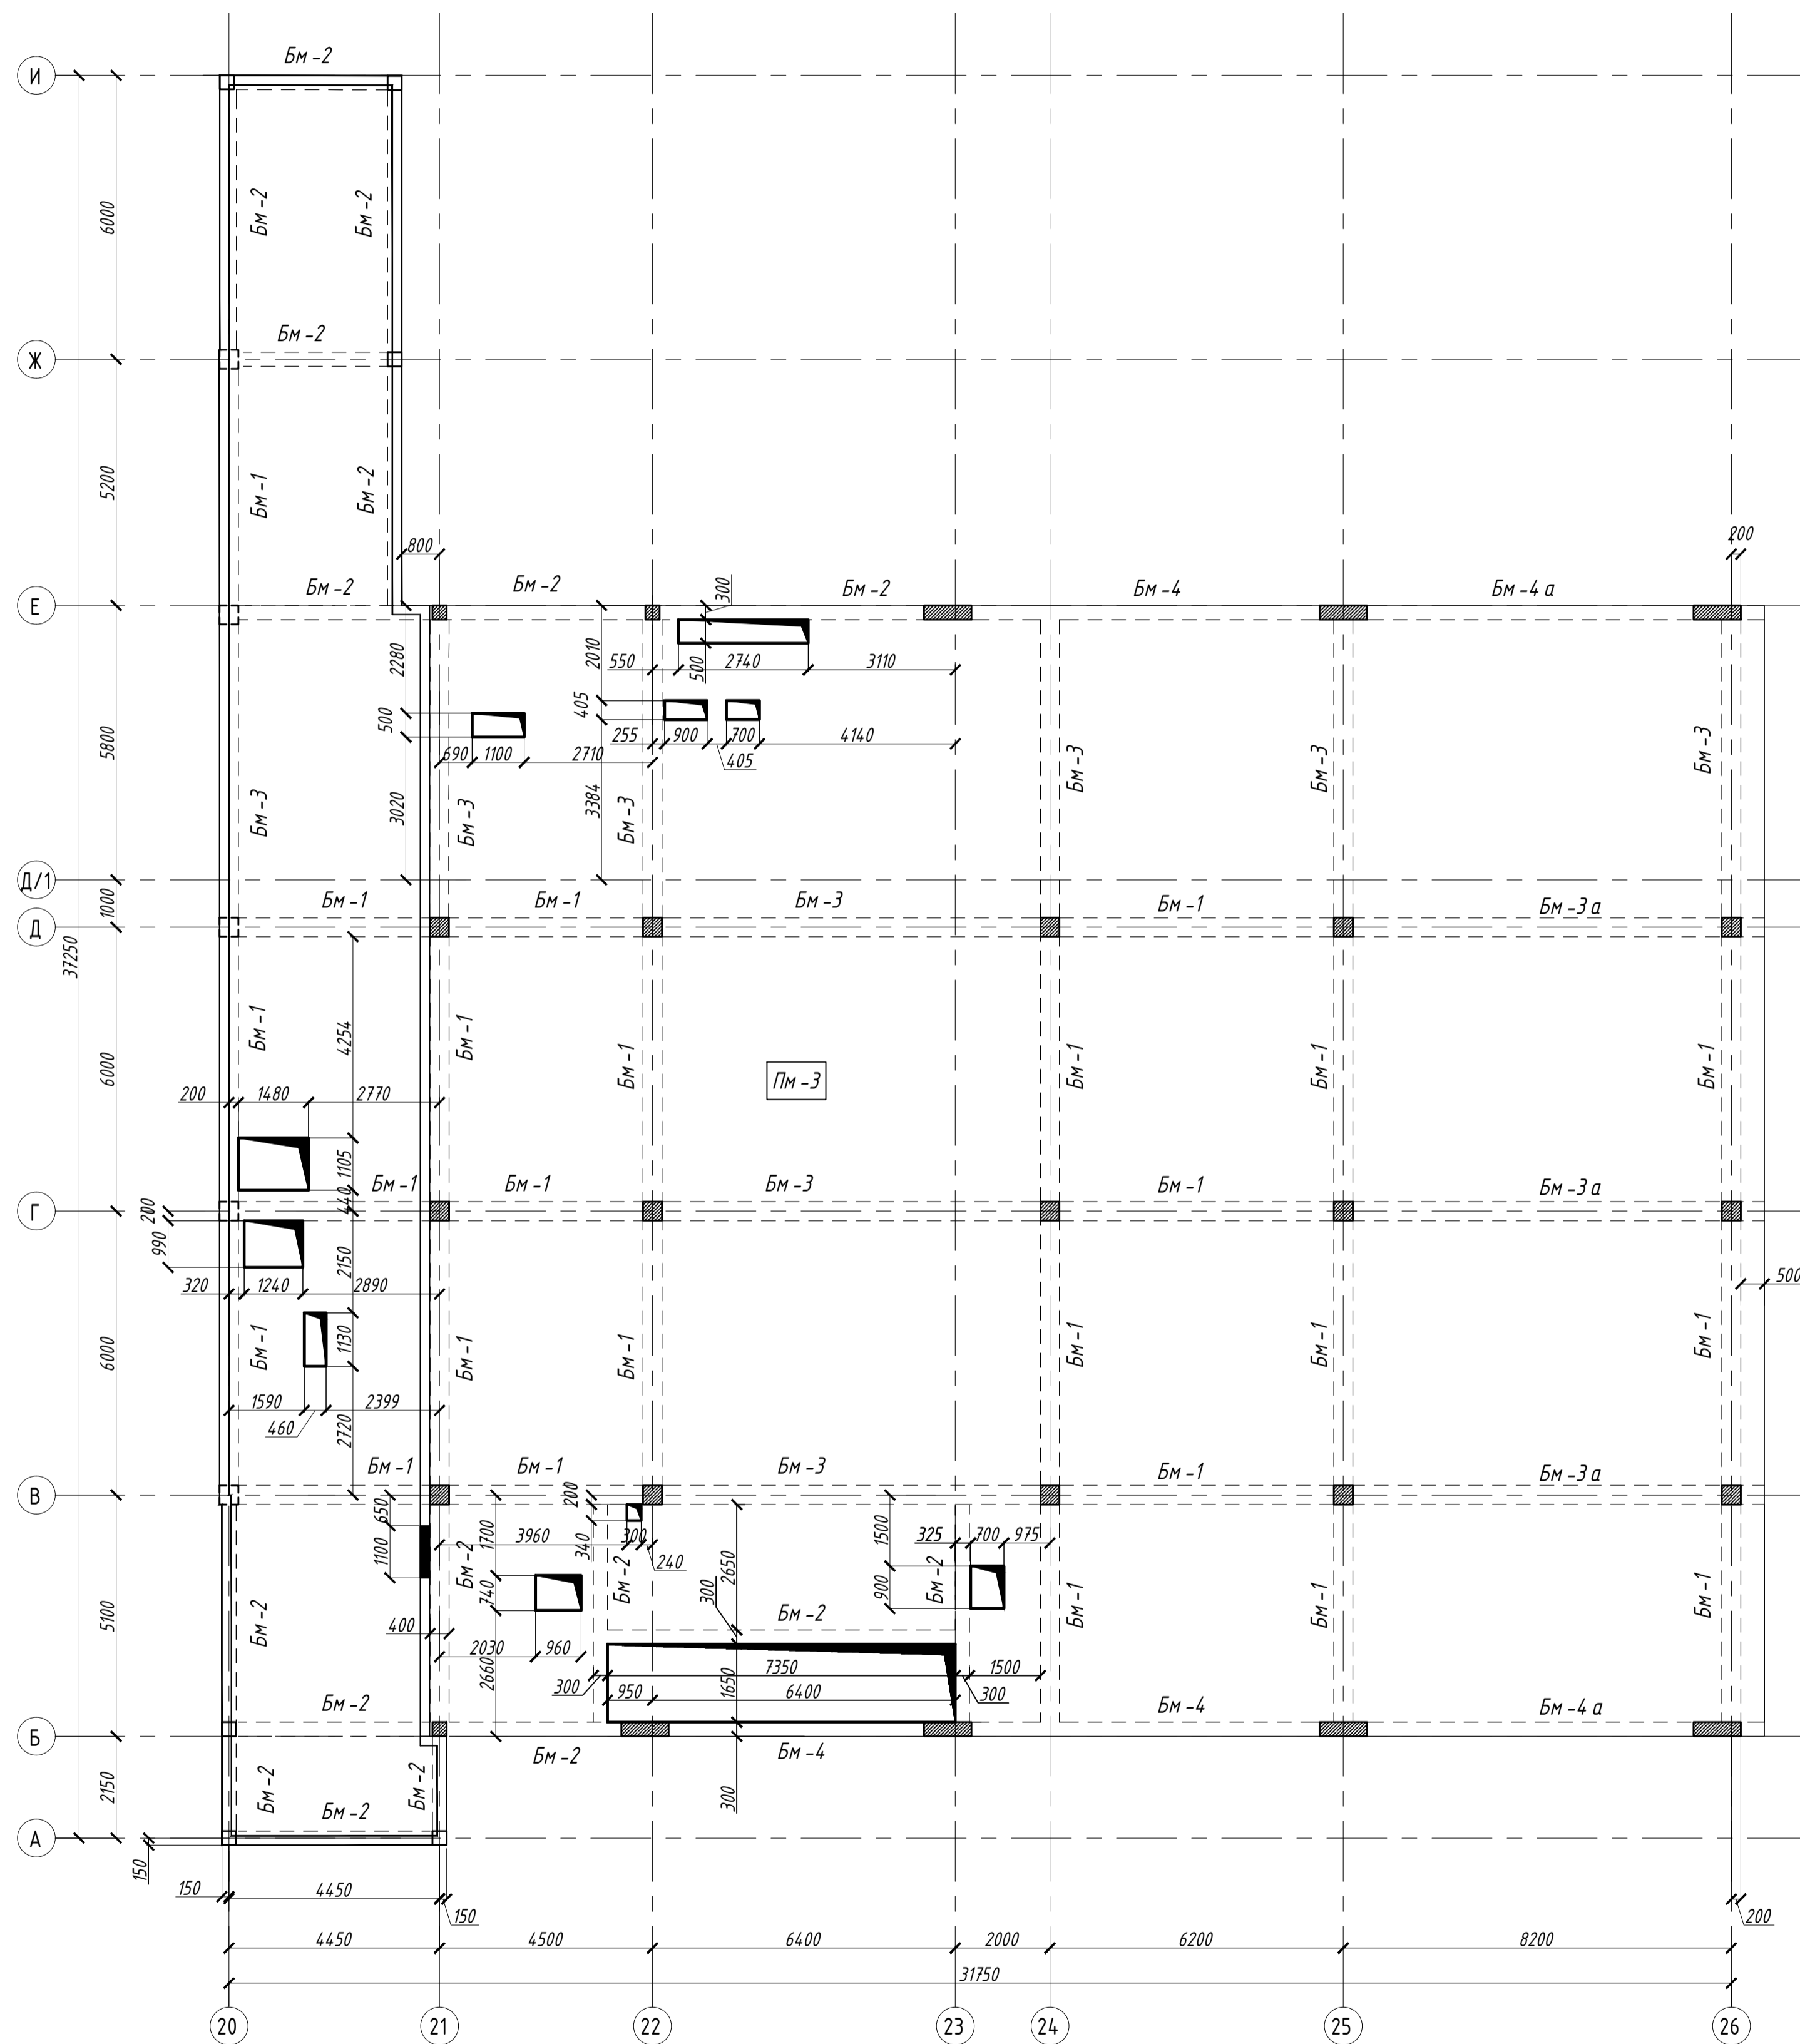 Бм -2
И
Бм -2
Бм -2
6000
Бм -2
Ж
5200
Бм -1
Бм -2
800
200
Бм -2
Бм -2
300
Бм -2
Бм -4
Бм -4 а
Е
2280
2010
550
500
2740
3110
500
405
255
900
700
4140
690
1100
2710
405
5800
Бм -3
3020
Бм -3
3384
Бм -3
Бм -3
Бм -3
Бм -3
Д/1
1000
Бм -1
Бм -1
Бм -3
Бм -1
Бм -3 а
Д
37250
6000
Бм -1
4254
Бм -1
Бм -1
Пм -3
Бм -1
Бм -1
Бм -1
200
1480
2770
1105
440
Бм -1
Бм -1
Бм -3
Бм -1
Бм -3 а
Г
200
990
2150
320
1240
2890
500
6000
Бм -1
1130
Бм -1
Бм -1
Бм -1
Бм -1
Бм -1
1590
2399
460
2720
Бм -1
Бм -1
Бм -3
Бм -1
Бм -3 а
В
650
200
1100
1700
3960
340
300
240
2650
1500
325
700
975
Бм -2
Бм -2
Бм -2
740
300
900
5100
Бм -2
Бм -2
Бм -1
Бм -1
Бм -1
400
2030
960
2660
7350
1500
300
950
1650
6400
300
Бм -2
Бм -4
Бм -4 а
Б
Бм -2
Бм -4
2150
Бм -2
Бм -2
Бм -2
300
А
150
150
4450
150
200
4450
4500
6400
2000
6200
8200
31750
20
21
22
23
24
25
26